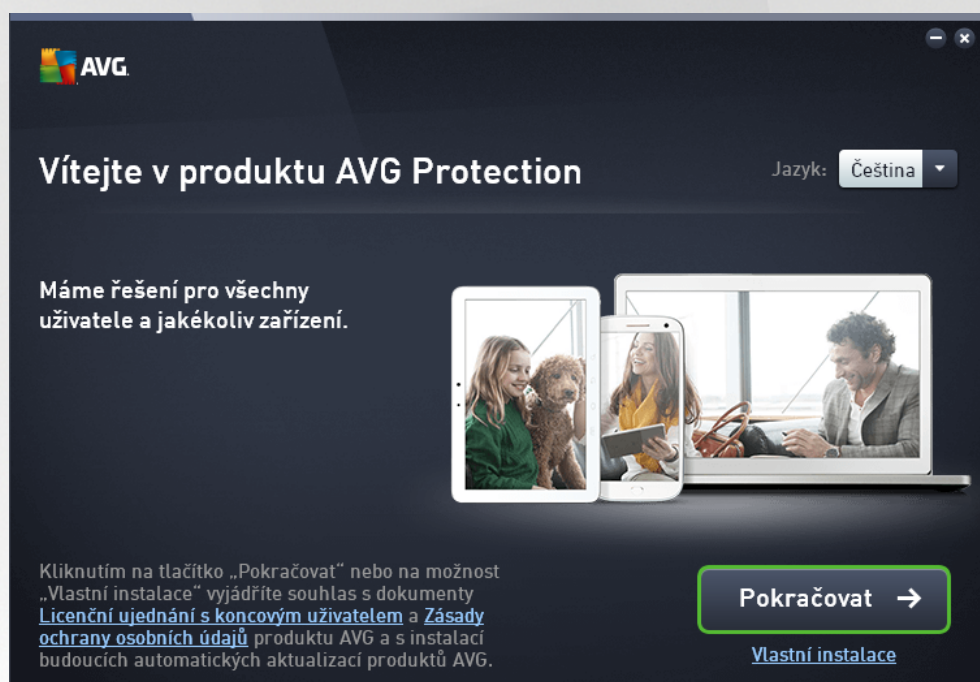 AVG.
Vítejte v produktu AVG Protection
Jazyk: Čeština
Máme řešení pro všechny
uživatele a jakékoliv zařízení.
Kliknutím na tlačítko „Pokračovat“ nebo na možnost
„Vlastní instalace“ vyjádříte souhlas s dokumenty
Licenční ujednání s koncovým uživatelem a Zásady
ochrany osobních údajů produktu AVG a s instalací
budoucích automatických aktualizací produktů AVG.
Pokračovat →
Vlastní instalace